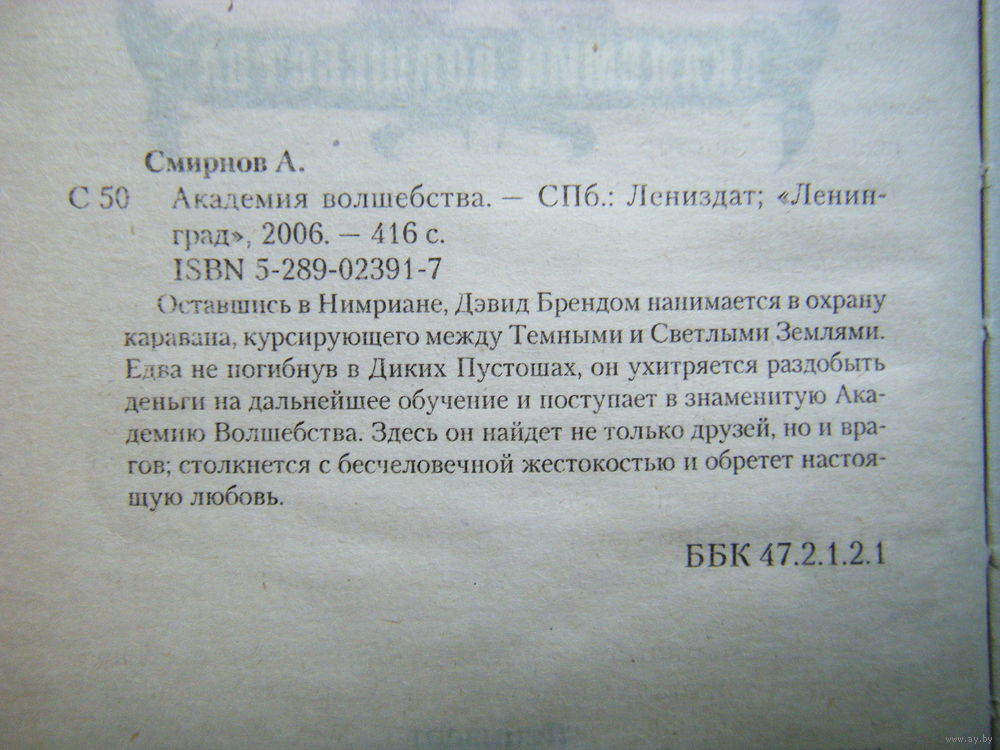 Смирнов А.
С 50 Академия волшебства. — СПб.: Лениздат; «Ленин-
град», 2006. — 416 с.
ISBN 5-289-02391-7
Оставшись в Нимриане, Дэвид Брендом нанимается в охрану
каравана, курсирующего между Темными и Светлыми Землями.
Едва не погибнув в Диких Пустошах, он ухитряется раздобыть
деньги на дальнейшее обучение и поступает в знаменитую Ака-
демию Волшебства. Здесь он найдет не только друзей, но и вра-
гов; столкнется с бесчеловечной жестокостью и обретет настоя-
щую любовь.
ББК 47.2.1.2.1
www.ay.by